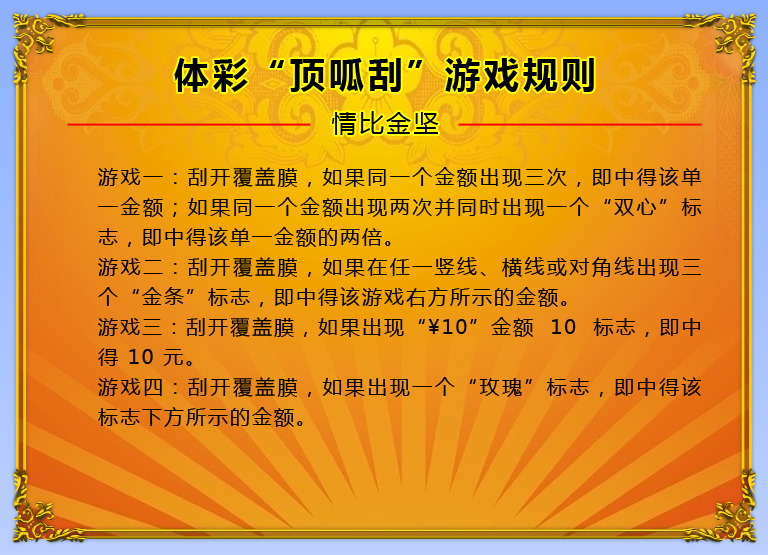 体彩“顶呱刮”游戏规则
情比金坚
游戏一：刮开覆盖膜，如果同一个金额出现三次，即中得该单
一金额；如果同一个金额出现两次并同时出现一个“双心”标
志，即中得该单一金额的两倍。
游戏二：刮开覆盖膜，如果在任一竖线、横线或对角线出现三
个“金条”标志，即中得该游戏右方所示的金额。
游戏三：刮开覆盖膜，如果出现“¥10”金额 10 标志，即中
得 10 元。
游戏四：刮开覆盖膜，如果出现一个“玫瑰”标志，即中得该
标志下方所示的金额。